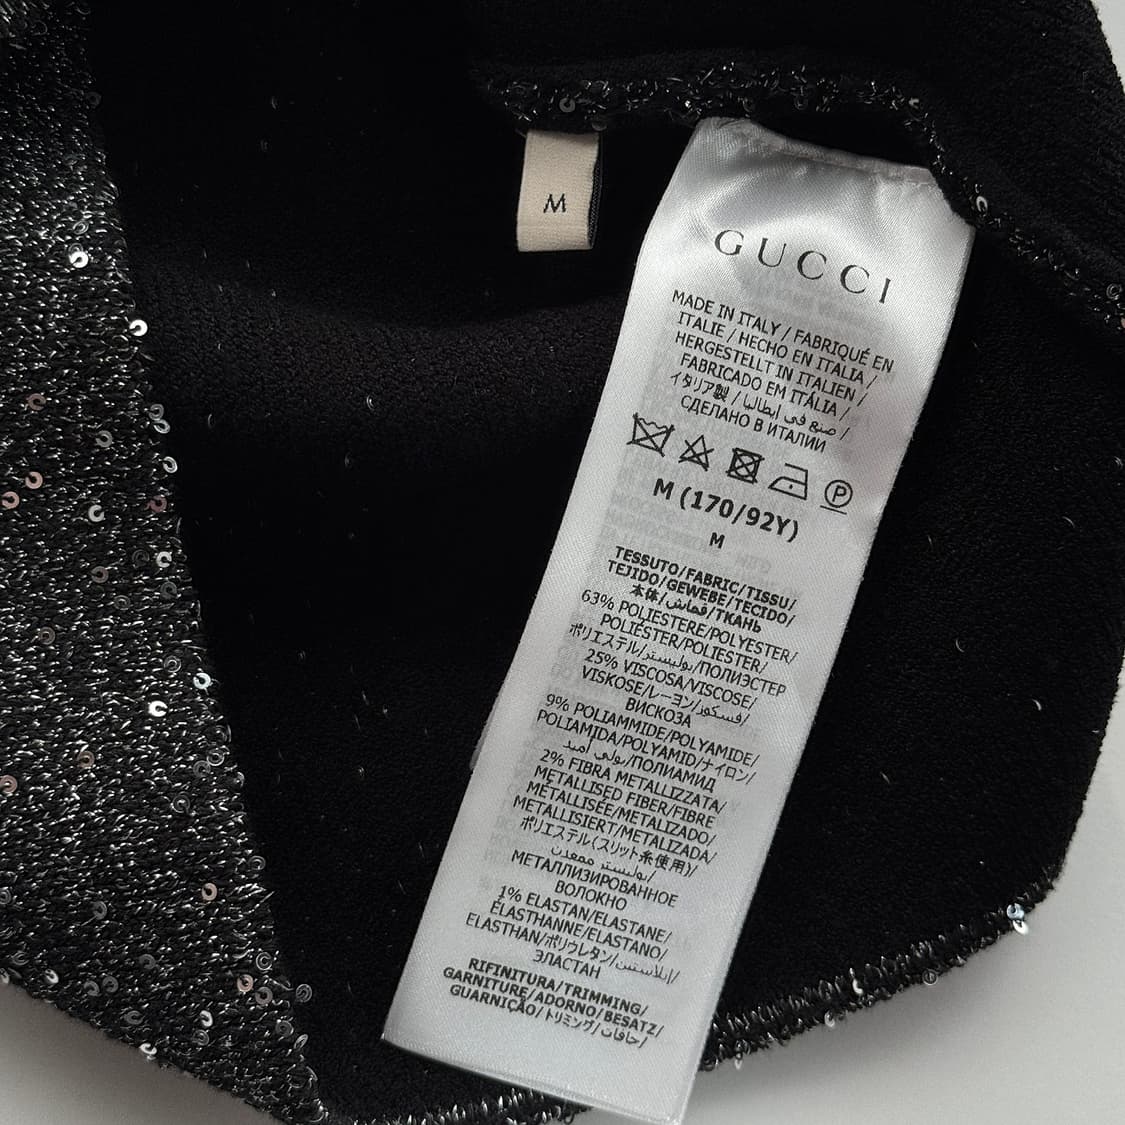 M
GUCCI
MADE IN ITALY / FABRIQUÉ EN
ITALIE / HECHO EN ITALIA /
HERGESTELLT IN ITALIEN /
FABRICADO EM ITÁLIA /
イタリア製 / صنع في إيطاليا /
СДЕЛАНО В ИТАЛИИ
P
M (170/92Y)
M
TESSUTO/FABRIC/TISSU/
TEJIDO/GEWEBE/TECIDO/
本体/قماش/ТКАНЬ
63% POLIESTERE/POLYESTER/
POLIÉSTER/POLIESTER/
ポリエステル/بوليستر/ПОЛИЭСТЕР
25% VISCOSA/VISCOSE/
VISKOSE/レーヨン/فسكوز/
ВИСКОЗА
9% POLIAMMIDE/POLYAMIDE/
POLIAMIDA/POLYAMID/ナイロン/
بولي أميد/ПОЛИАМИД
2% FIBRA METALLIZZATA/
METALLISED FIBER/FIBRE
MÉTALLISÉE/METALIZADO/
METALLISIERT/METALIZADA/
ポリエステル(スリット糸使用)/
بوليستر ممعدن/
МЕТАЛЛИЗИРОВАННОЕ
ВОЛОКНО
1% ELASTAN/ELASTANE/
ÉLASTHANNE/ELASTANO/
ELASTHAN/ポリウレタン/إيلاستين/
ЭЛАСТАН
RIFINITURA/TRIMMING/
GARNITURE/ADORNO/BESATZ/
GUARNIÇÃO/トリミング/حافات/